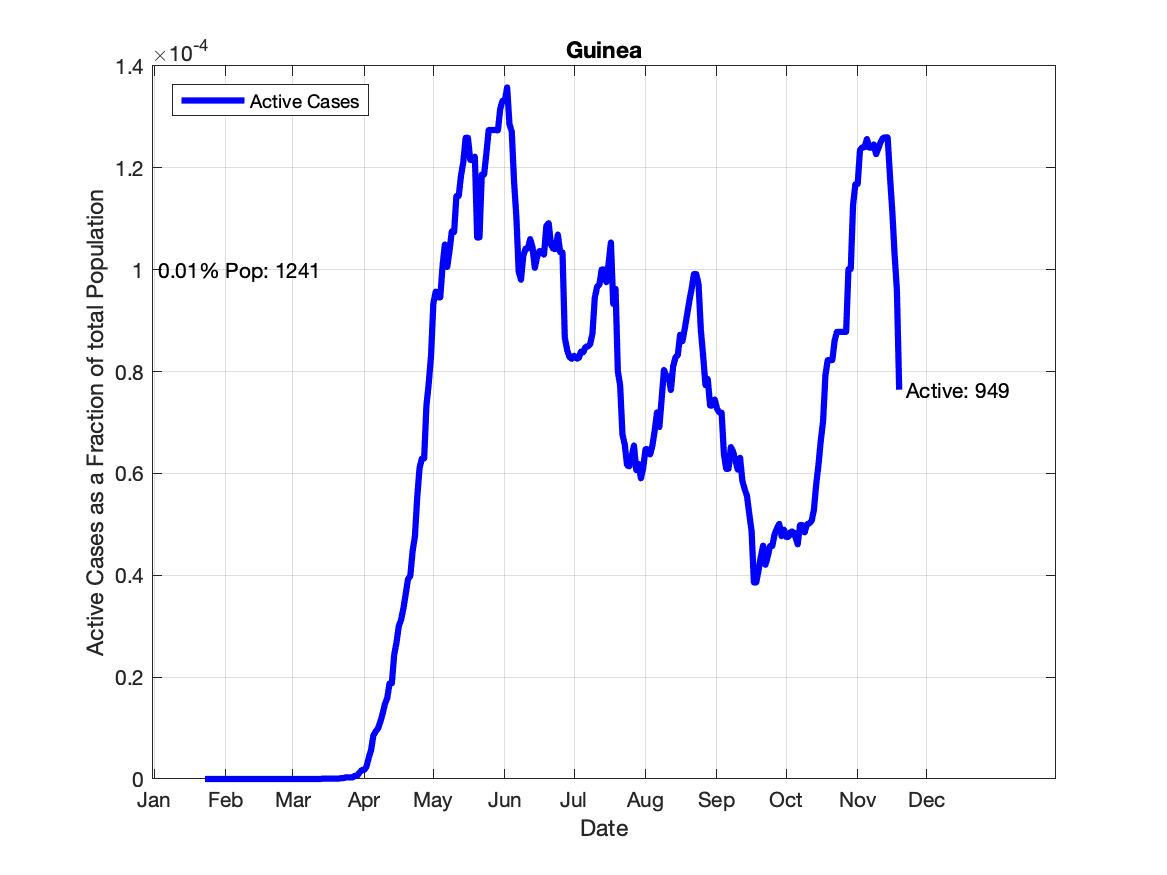 Guinea
×10-4
1.4
1.2
1
0.8
0.6
0.4
0.2
0
Active Cases as a Fraction of total Population
Active Cases
0.01% Pop: 1241
Active: 949
Jan Feb Mar Apr May Jun Jul Aug Sep Oct Nov Dec
Date